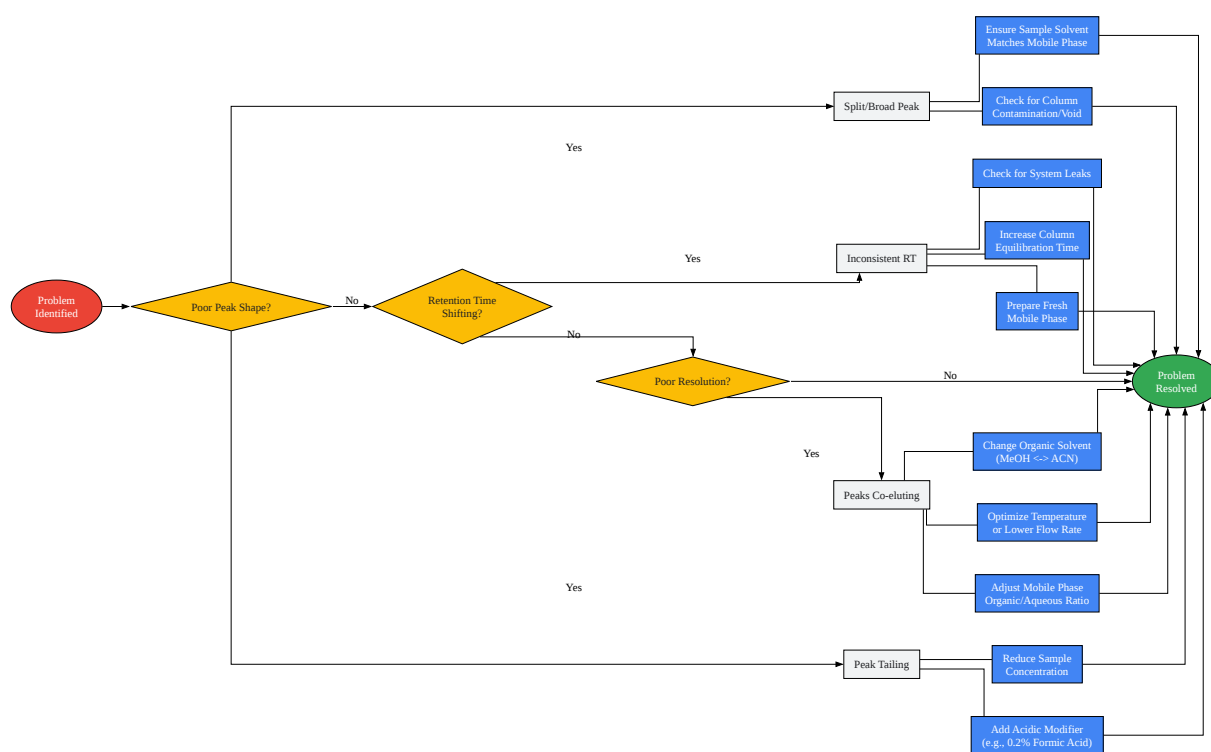 Ensure Sample Solvent
Matches Mobile Phase
Split/Broad Peak
Check for Column
Contamination/Void
Yes
Check for System Leaks
Increase Column
Equilibration Time
Yes
Inconsistent RT
Problem
Identified
Poor Peak Shape?
No
Retention Time
Shifting?
Prepare Fresh
Mobile Phase
No
Poor Resolution?
No
Problem
Resolved
Yes
Change Organic Solvent
(MeOH <-> ACN)
Peaks Co-eluting
Optimize Temperature
or Lower Flow Rate
Yes
Adjust Mobile Phase
Organic/Aqueous Ratio
Peak Tailing
Reduce Sample
Concentration
Add Acidic Modifier
(e.g., 0.2% Formic Acid)